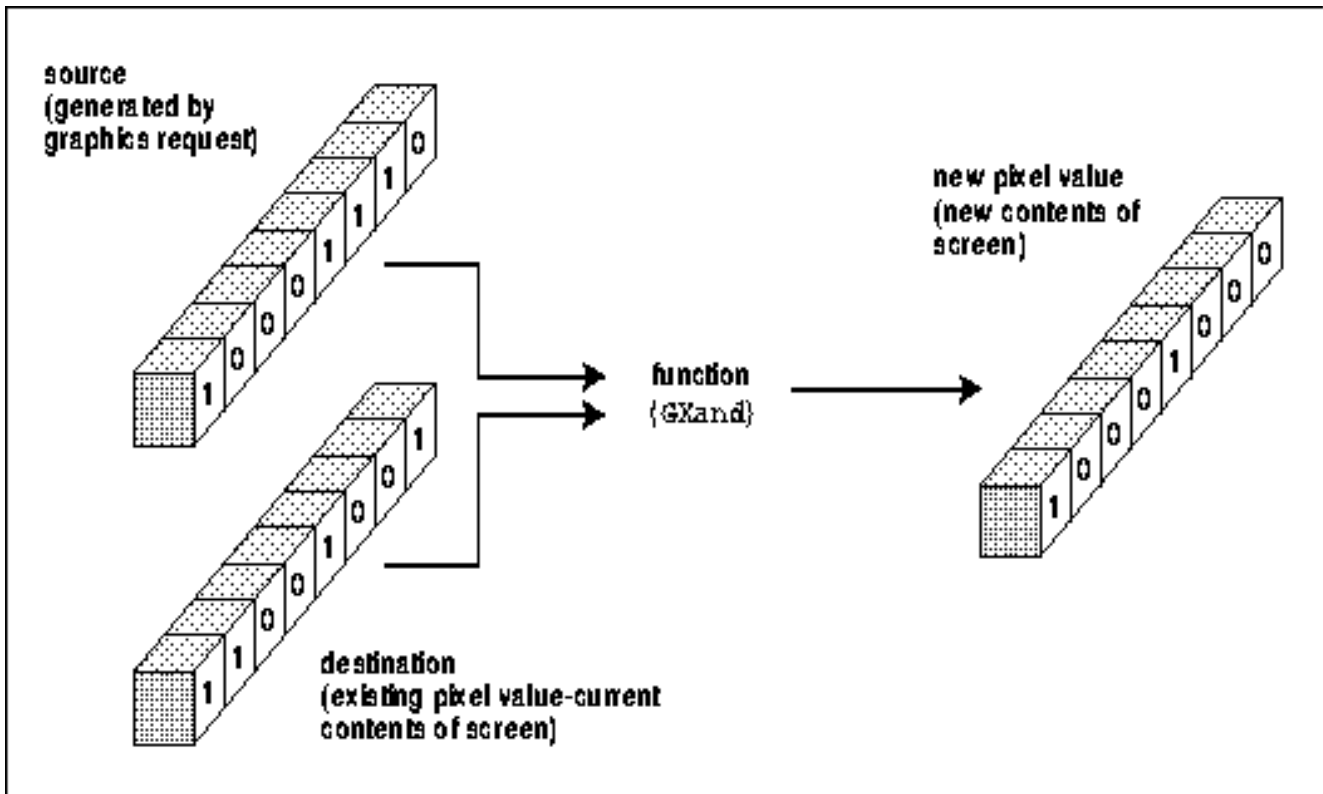 source
(generated by
graphics request)
0
1
1
1
0
0
0
1
new pixel value
(new contents of
screen)
0
0
0
1
0
0
0
1
function
{GXand}
1
0
0
1
0
0
1
1
destination
(existing pixel value-current
contents of screen)